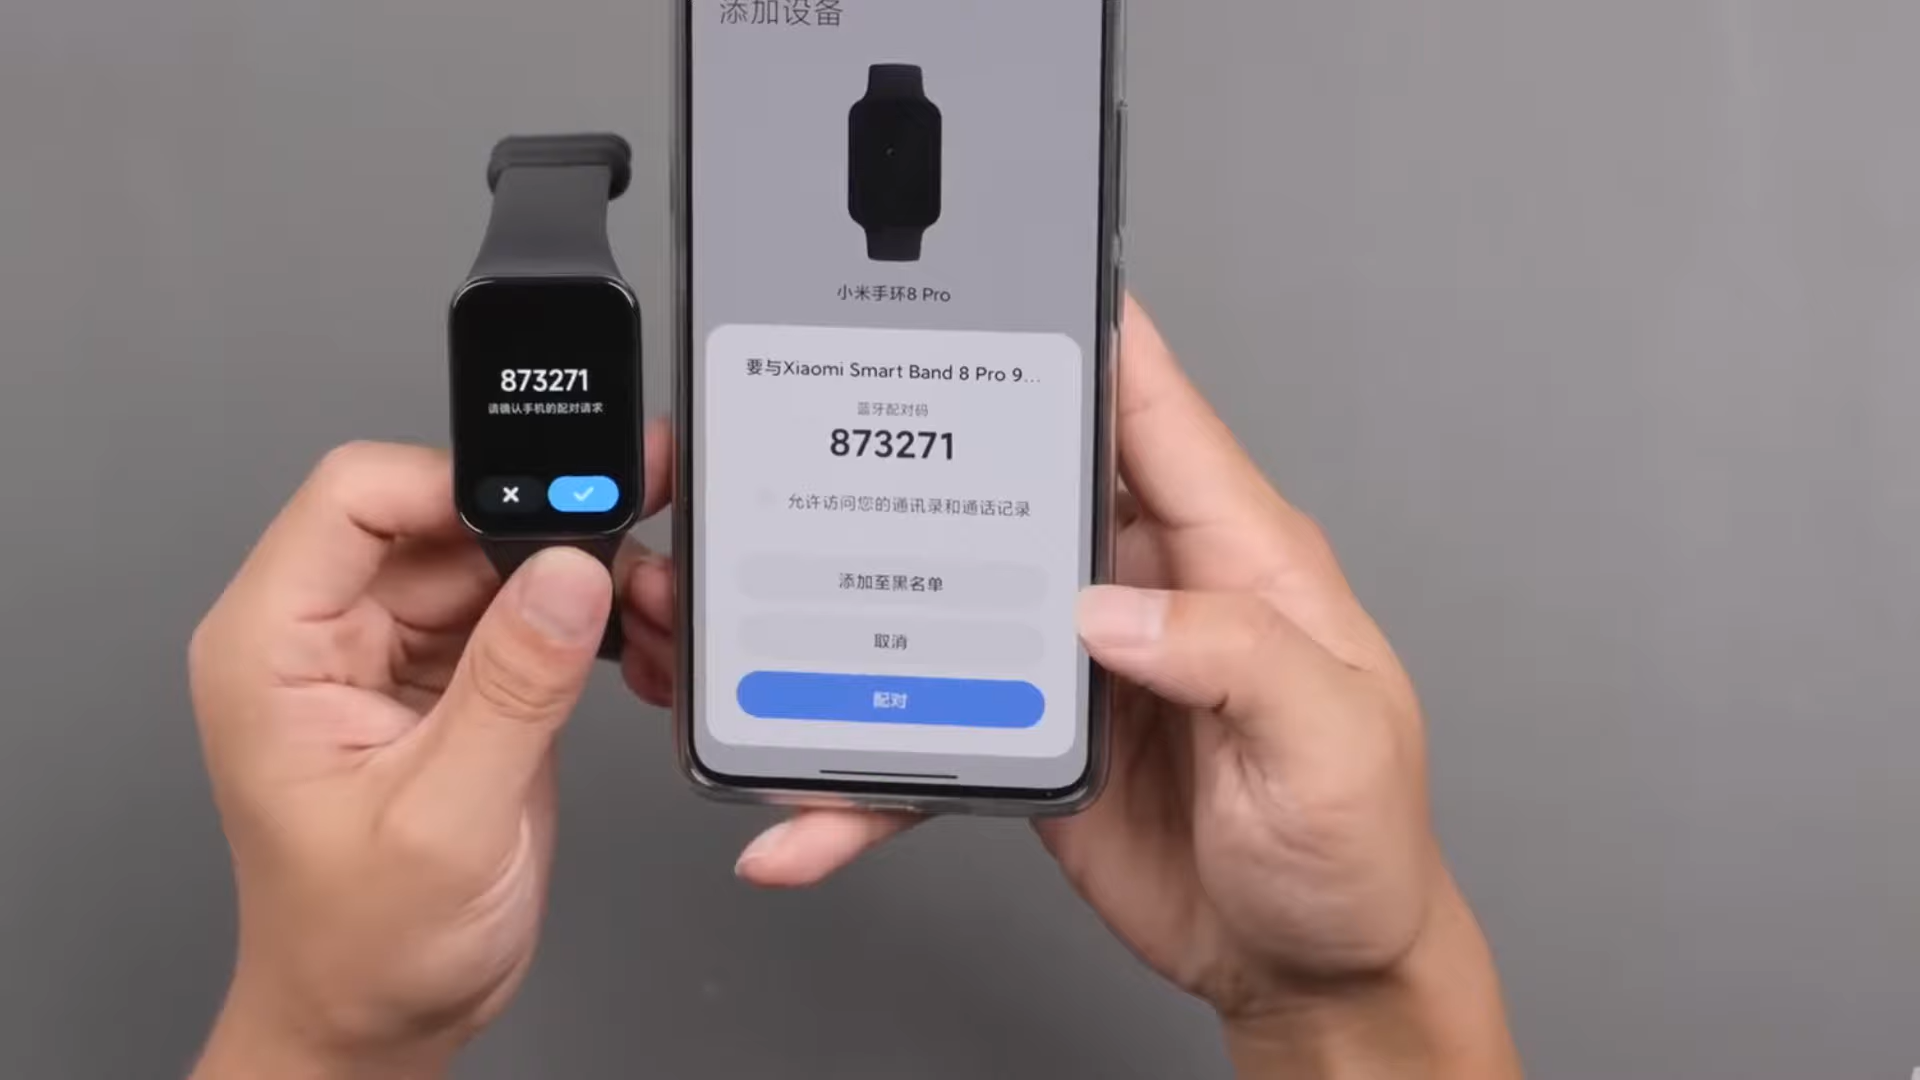 添加设备
小米手环8 Pro
873271
请确认手机的配对请求
要与Xiaomi Smart Band 8 Pro 9...
蓝牙配对码
873271
允许访问您的通讯录和通话记录
添加至黑名单
取消
配对